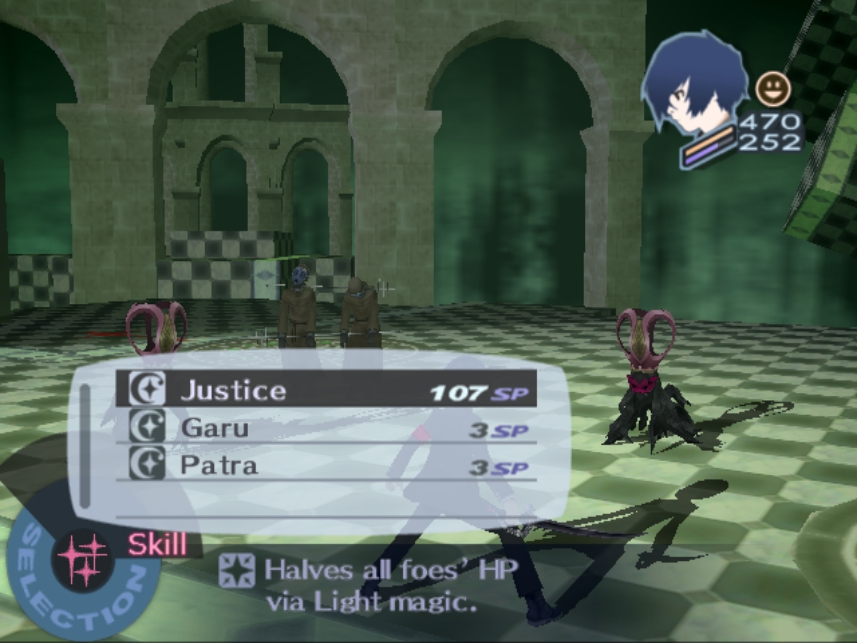 470
252
Justice 107 SP
Garu 3 SP
Patra 3 SP
Skill
SELECTION
Halves all foes' HP
via Light magic.